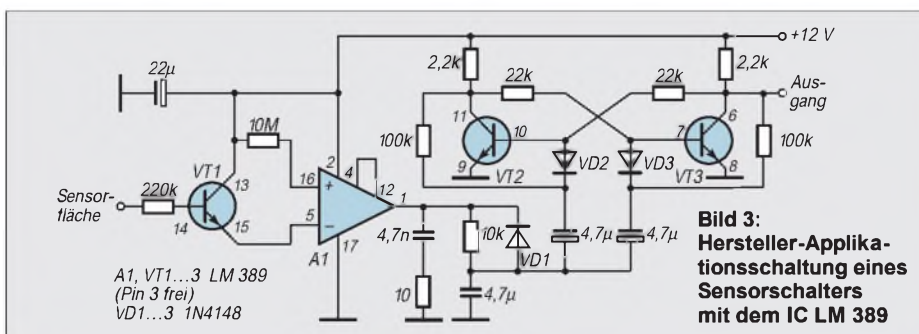 +12 V
22µ
2,2k
22k
22k
2,2k
Aus-
gang
10M
100k
11
10
7
6
100k
VT1
13
2
4
9
VT2
VD2
VD3
VT3
8
Sensor-
fläche
220k
16
+
12
1
14
15
5
−
17
A1
4,7n
10k
VD1
4,7µ
4,7µ
10
4,7µ
A1, VT1...3 LM 389
(Pin 3 frei)
VD1...3 1N4148
Bild 3:
Hersteller-Applika-
tionsschaltung eines
Sensorschalters
mit dem IC LM 389